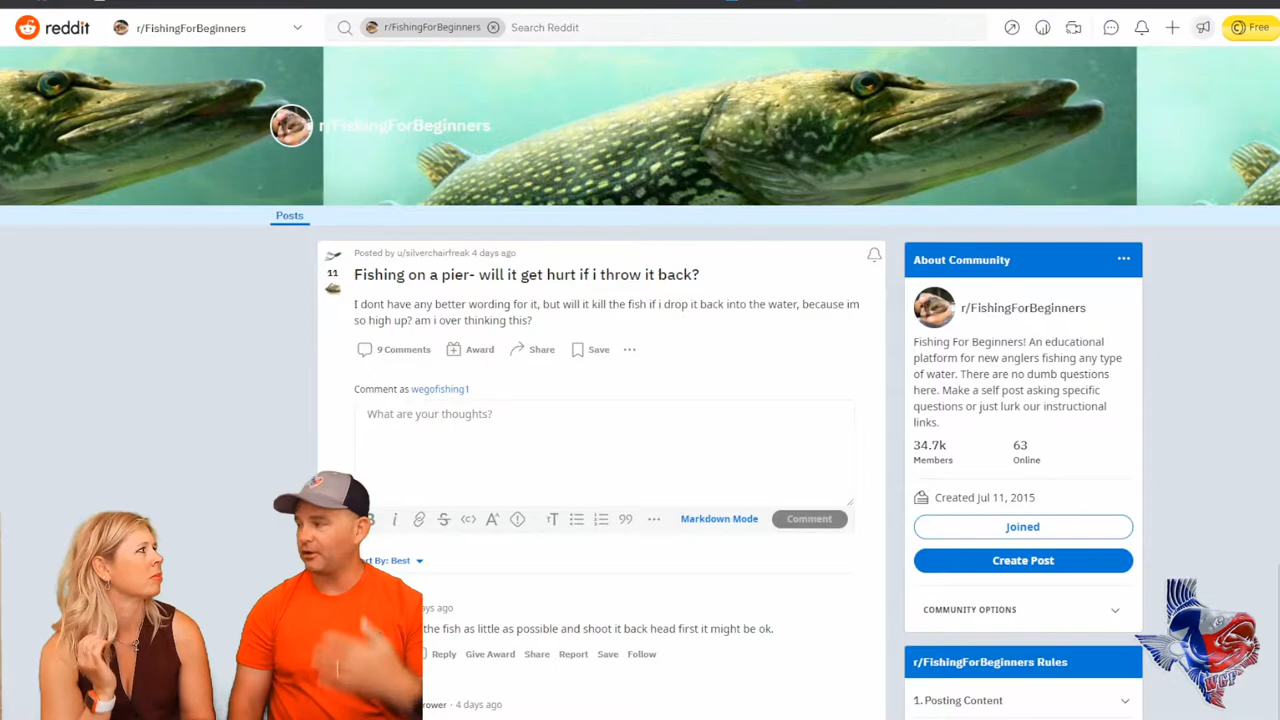 reddit
r/FishingForBeginners
r/FishingForBeginners
Search Reddit
Free
r/FishingForBeginners
Posts
Posted by u/silverchairfreak 4 days ago
11
Fishing on a pier- will it get hurt if i throw it back?
I dont have any better wording for it, but will it kill the fish if i drop it back into the water, because im
so high up? am i over thinking this?
9 Comments
Award
Share
Save
Comment as wegofishing1
What are your thoughts?
Markdown Mode
Comment
Sort By: Best
days ago
the fish as little as possible and shoot it back head first it might be ok.
Reply
Give Award
Share
Report
Save
Follow
4 days ago
About Community
r/FishingForBeginners
Fishing For Beginners! An educational
platform for new anglers fishing any type
of water. There are no dumb questions
here. Make a self post asking specific
questions or just lurk our instructional
links.
34.7k
Members
63
Online
Created Jul 11, 2015
Joined
Create Post
COMMUNITY OPTIONS
r/FishingForBeginners Rules
1. Posting Content
WGF